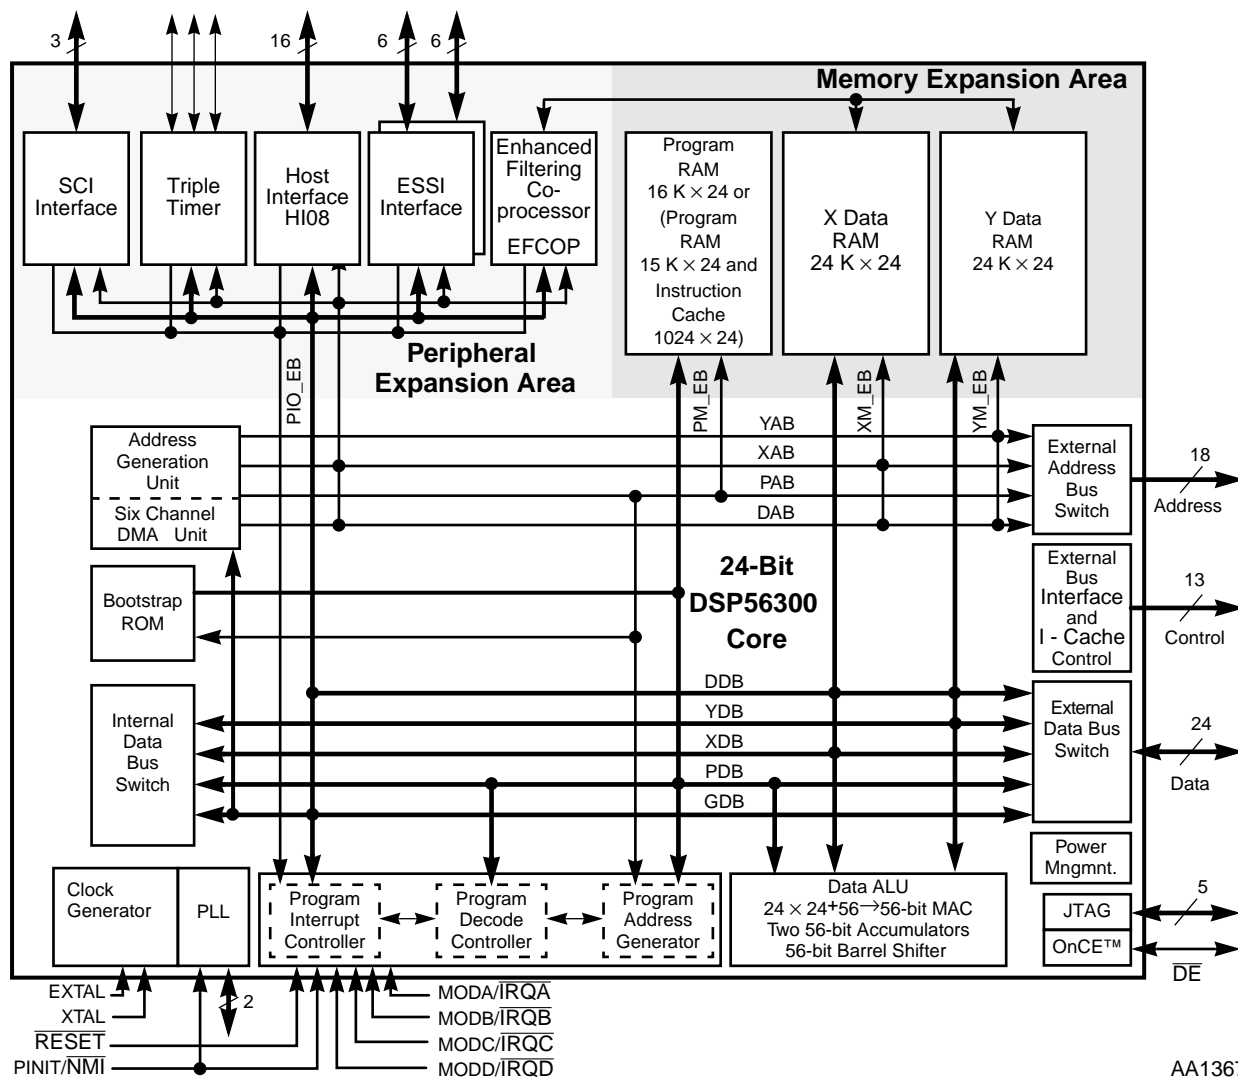 3
16
6
6
Memory Expansion Area
SCI
Interface
Triple
Timer
Host
Interface
HI08
ESSI
Interface
Enhanced
Filtering
Co-
processor
EFCOP
Program
RAM
16 K × 24 or
(Program
RAM
15 K × 24 and
Instruction
Cache
1024 × 24)
X Data
RAM
24 K × 24
Y Data
RAM
24 K × 24
Peripheral
Expansion Area
PIO_EB
PM_EB
XM_EB
YM_EB
Address
Generation
Unit
Six Channel
DMA Unit
YAB
XAB
PAB
DAB
External
Address
Bus
Switch
18
Address
Bootstrap
ROM
24-Bit
DSP56300
Core
External
Bus
Interface
and
I - Cache
Control
13
Control
Internal
Data
Bus
Switch
DDB
YDB
XDB
PDB
GDB
External
Data Bus
Switch
24
Data
Power
Mngmnt.
Clock
Generator
PLL
Program
Interrupt
Controller
Program
Decode
Controller
Program
Address
Generator
Data ALU
24 × 24+56→56-bit MAC
Two 56-bit Accumulators
56-bit Barrel Shifter
JTAG
OnCE™
5
DE
EXTAL
XTAL
RESET
PINIT/NMI
2
MODA/IRQA
MODB/IRQB
MODC/IRQC
MODD/IRQD
AA1367